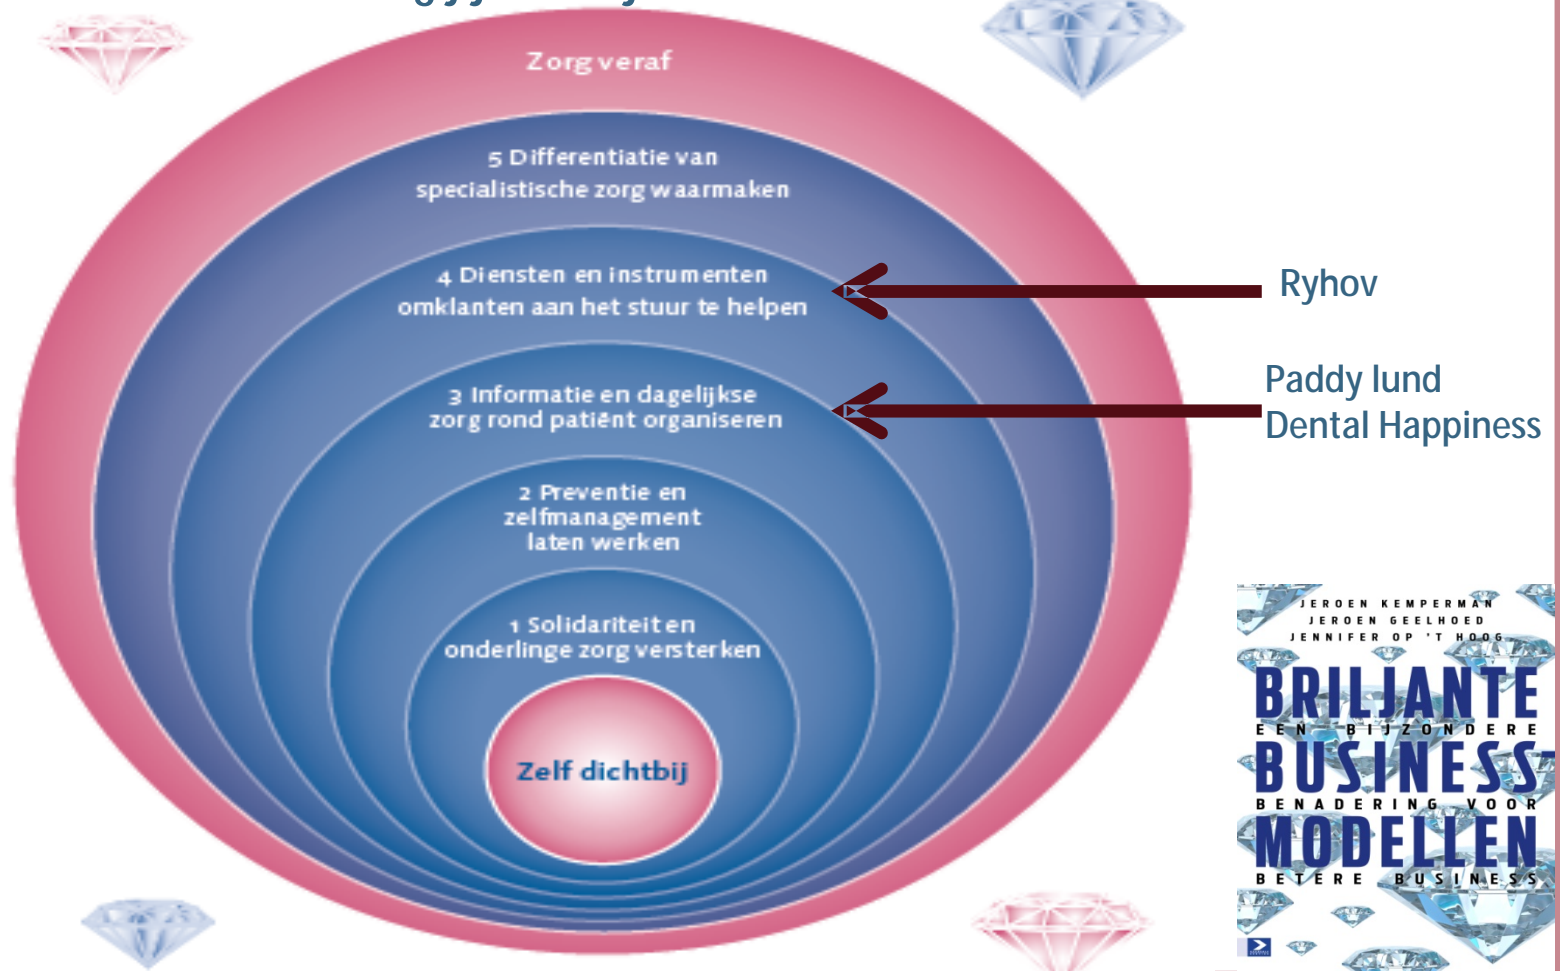 Zorg veraf
5 Differentiatie van
specialistische zorg waarmaken
4 Diensten en instrumenten
omklanten aan het stuur te helpen
3 Informatie en dagelijkse
zorg rond patiënt organiseren
2 Preventie en
zelfmanagement
laten werken
1 Solidariteit en
onderlinge zorg versterken
Zelf dichtbij
Ryhov
Paddy lund
Dental Happiness
JEROEN KEMPERMAN
JEROEN GEELHOED
JENNIFER OP 'T HOOG
BRILJANTE
EEN BIJZONDERE
BUSINESS-
BENADERING VOOR
MODELLEN
BETERE BUSINESS